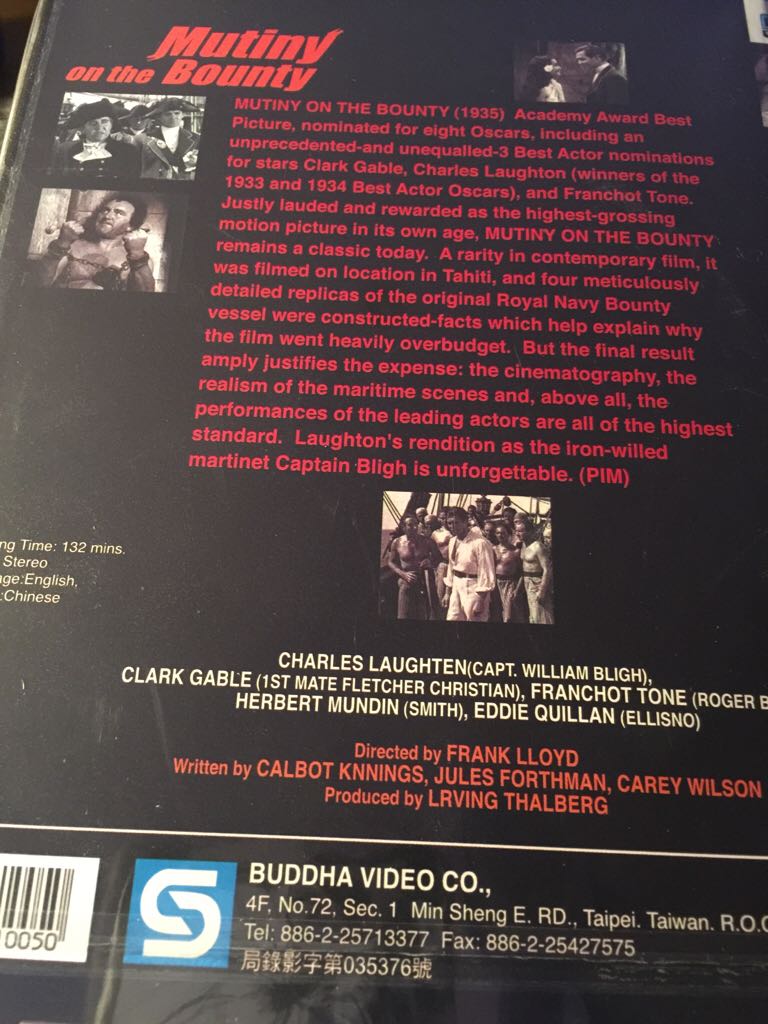 Mutiny
on the Bounty
MUTINY ON THE BOUNTY (1935) Academy Award Best
Picture, nominated for eight Oscars, including an
unprecedented-and unequalled-3 Best Actor nominations
for stars Clark Gable, Charles Laughton (winners of the
1933 and 1934 Best Actor Oscars), and Franchot Tone.
Justly lauded and rewarded as the highest-grossing
motion picture in its own age, MUTINY ON THE BOUNTY
remains a classic today. A rarity in contemporary film, it
was filmed on location in Tahiti, and four meticulously
detailed replicas of the original Royal Navy Bounty
vessel were constructed-facts which help explain why
the film went heavily overbudget. But the final result
amply justifies the expense: the cinematography, the
realism of the maritime scenes and, above all, the
performances of the leading actors are all of the highest
standard. Laughton's rendition as the iron-willed
martinet Captain Bligh is unforgettable. (PIM)
ng Time: 132 mins.
Stereo
ge:English,
:Chinese
CHARLES LAUGHTEN(CAPT. WILLIAM BLIGH),
CLARK GABLE (1ST MATE FLETCHER CHRISTIAN), FRANCHOT TONE (ROGER B
HERBERT MUNDIN (SMITH), EDDIE QUILLAN (ELLISNO)
Directed by FRANK LLOYD
Written by CALBOT KNNINGS, JULES FORTHMAN, CAREY WILSON
Produced by LRVING THALBERG
0050
S
BUDDHA VIDEO CO.,
4F, No.72, Sec. 1 Min Sheng E. RD., Taipei. Taiwan. R.O.C
Tel: 886-2-25713377 Fax: 886-2-25427575
局錄影字第035376號